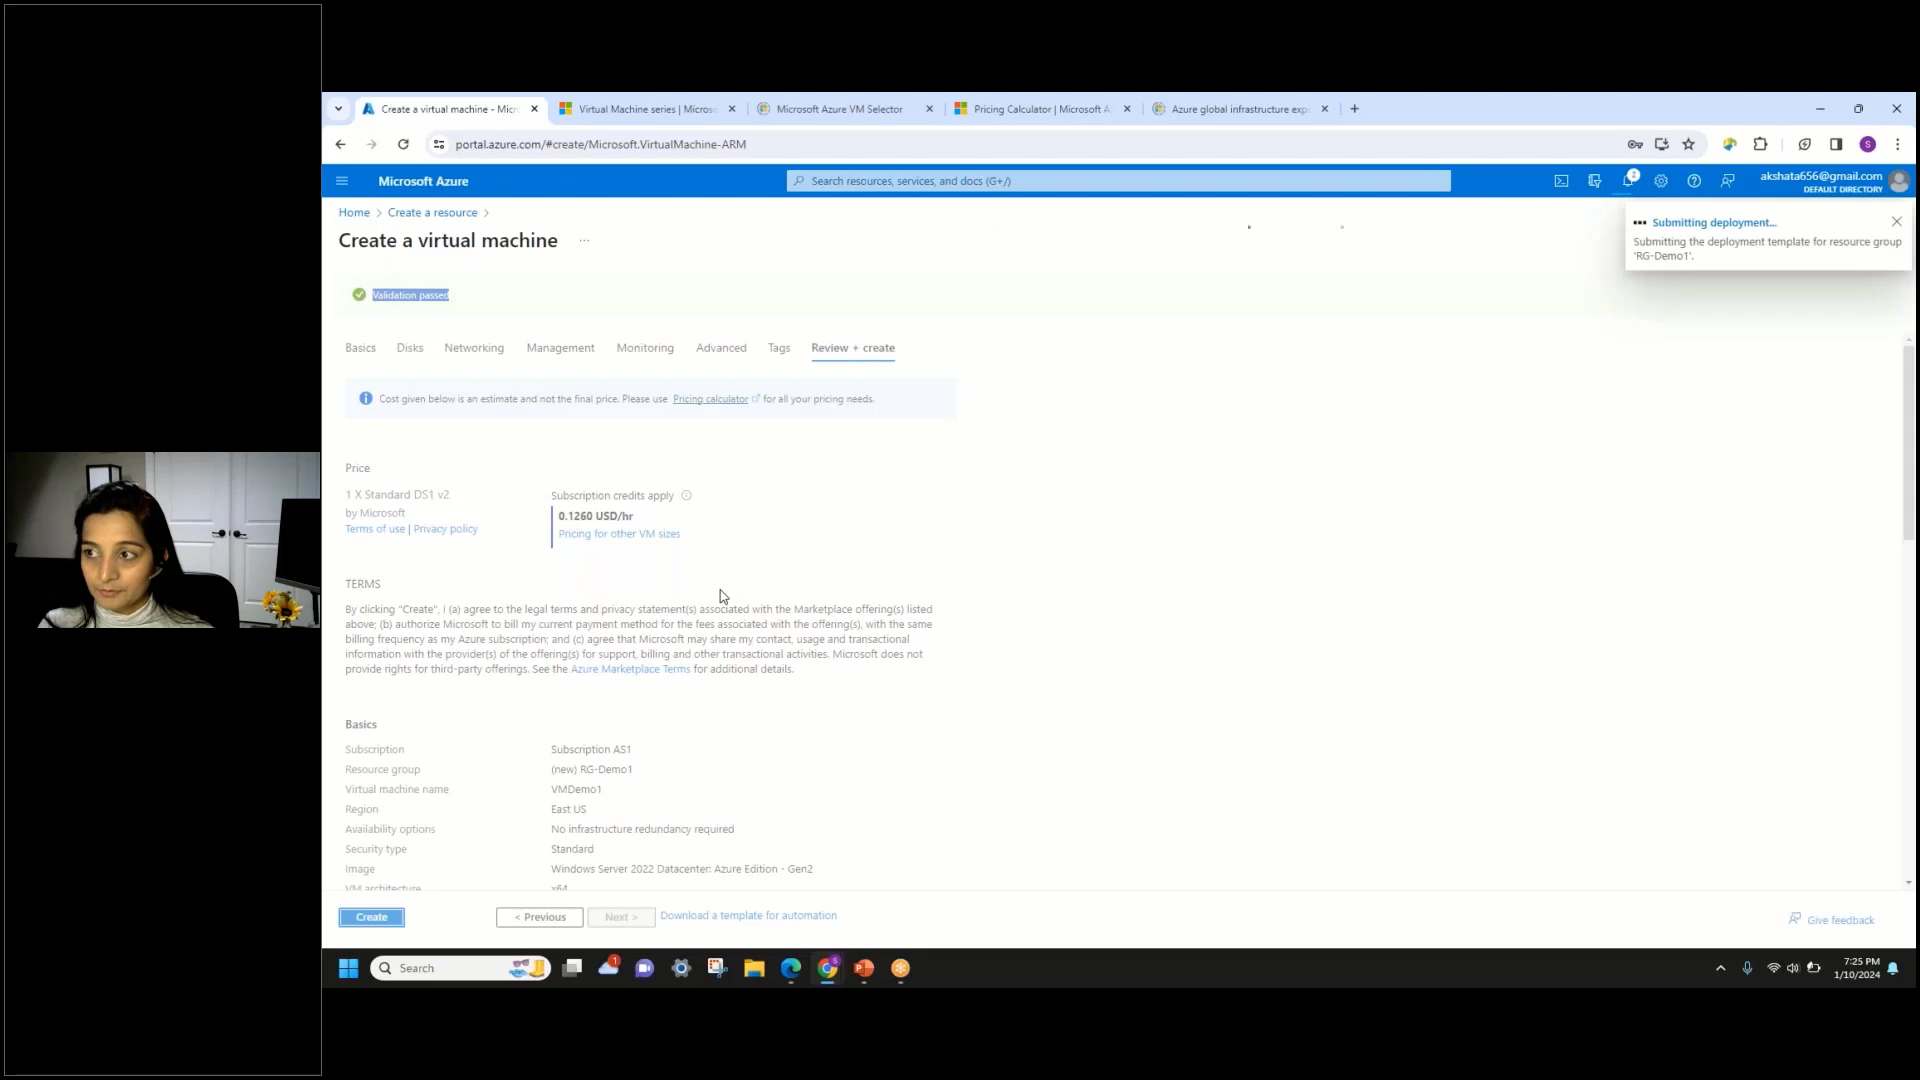 Create a virtual machine - Micr
Virtual Machine series | Micros
Microsoft Azure VM Selector
Pricing Calculator | Microsoft A
Azure global infrastructure exp
portal.azure.com/#create/Microsoft.VirtualMachine-ARM
S
Microsoft Azure
Search resources, services, and docs (G+/)
2
akshata656@gmail.com
DEFAULT DIRECTORY
Home > Create a resource >
Create a virtual machine ...
Submitting deployment...
Submitting the deployment template for resource group
'RG-Demo1'.
Validation passed
Basics Disks Networking Management Monitoring Advanced Tags Review + create
Cost given below is an estimate and not the final price. Please use Pricing calculator for all your pricing needs.
Price
1 X Standard DS1 v2
by Microsoft
Terms of use | Privacy policy
Subscription credits apply
0.1260 USD/hr
Pricing for other VM sizes
TERMS
By clicking "Create", I (a) agree to the legal terms and privacy statement(s) associated with the Marketplace offering(s) listed
above; (b) authorize Microsoft to bill my current payment method for the fees associated with the offering(s), with the same
billing frequency as my Azure subscription; and (c) agree that Microsoft may share my contact, usage and transactional
information with the provider(s) of the offering(s) for support, billing and other transactional activities. Microsoft does not
provide rights for third-party offerings. See the Azure Marketplace Terms for additional details.
Basics
Subscription Subscription AS1
Resource group (new) RG-Demo1
Virtual machine name VMDemo1
Region East US
Availability options No infrastructure redundancy required
Security type Standard
Image Windows Server 2022 Datacenter: Azure Edition - Gen2
VM architecture x64
Create
< Previous
Next >
Download a template for automation
Give feedback
Search
1
S
7:25 PM
1/10/2024